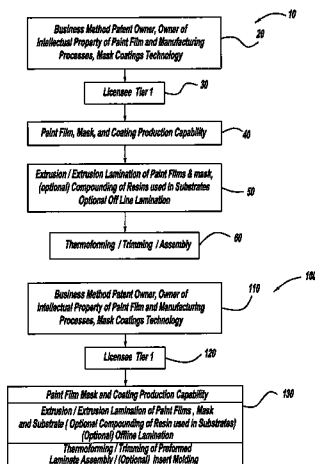 10
Business Method Patent Owner, Owner of
Intellectual Property of Paint Film and Manufacturing
Processes, Mask Coatings Technology
20
Licensee Tier 1
30
Paint Film, Mask, and Coating Production Capability
40
Extrusion / Extrusion Lamination of Paint Films & mask,
(optional) Compounding of Resins used in Substrates
Optional Off Line Lamination
50
Thermoforming / Trimming / Assembly
60
100
Business Method Patent Owner, Owner of
Intellectual Property of Paint Film and Manufacturing
Processes, Mask Coatings Technology
110
Licensee Tier 1
120
Paint Film Mask and Coating Production Capability
130
Extrusion / Extrusion Lamination of Paint Films , Mask
and Substrate ( Optional Compounding of Resin used in Substrates)
(Optional) Offline Lamination
Thermoforming / Trimming of Preformed
Laminate Assembly / (Optional) Insert Molding